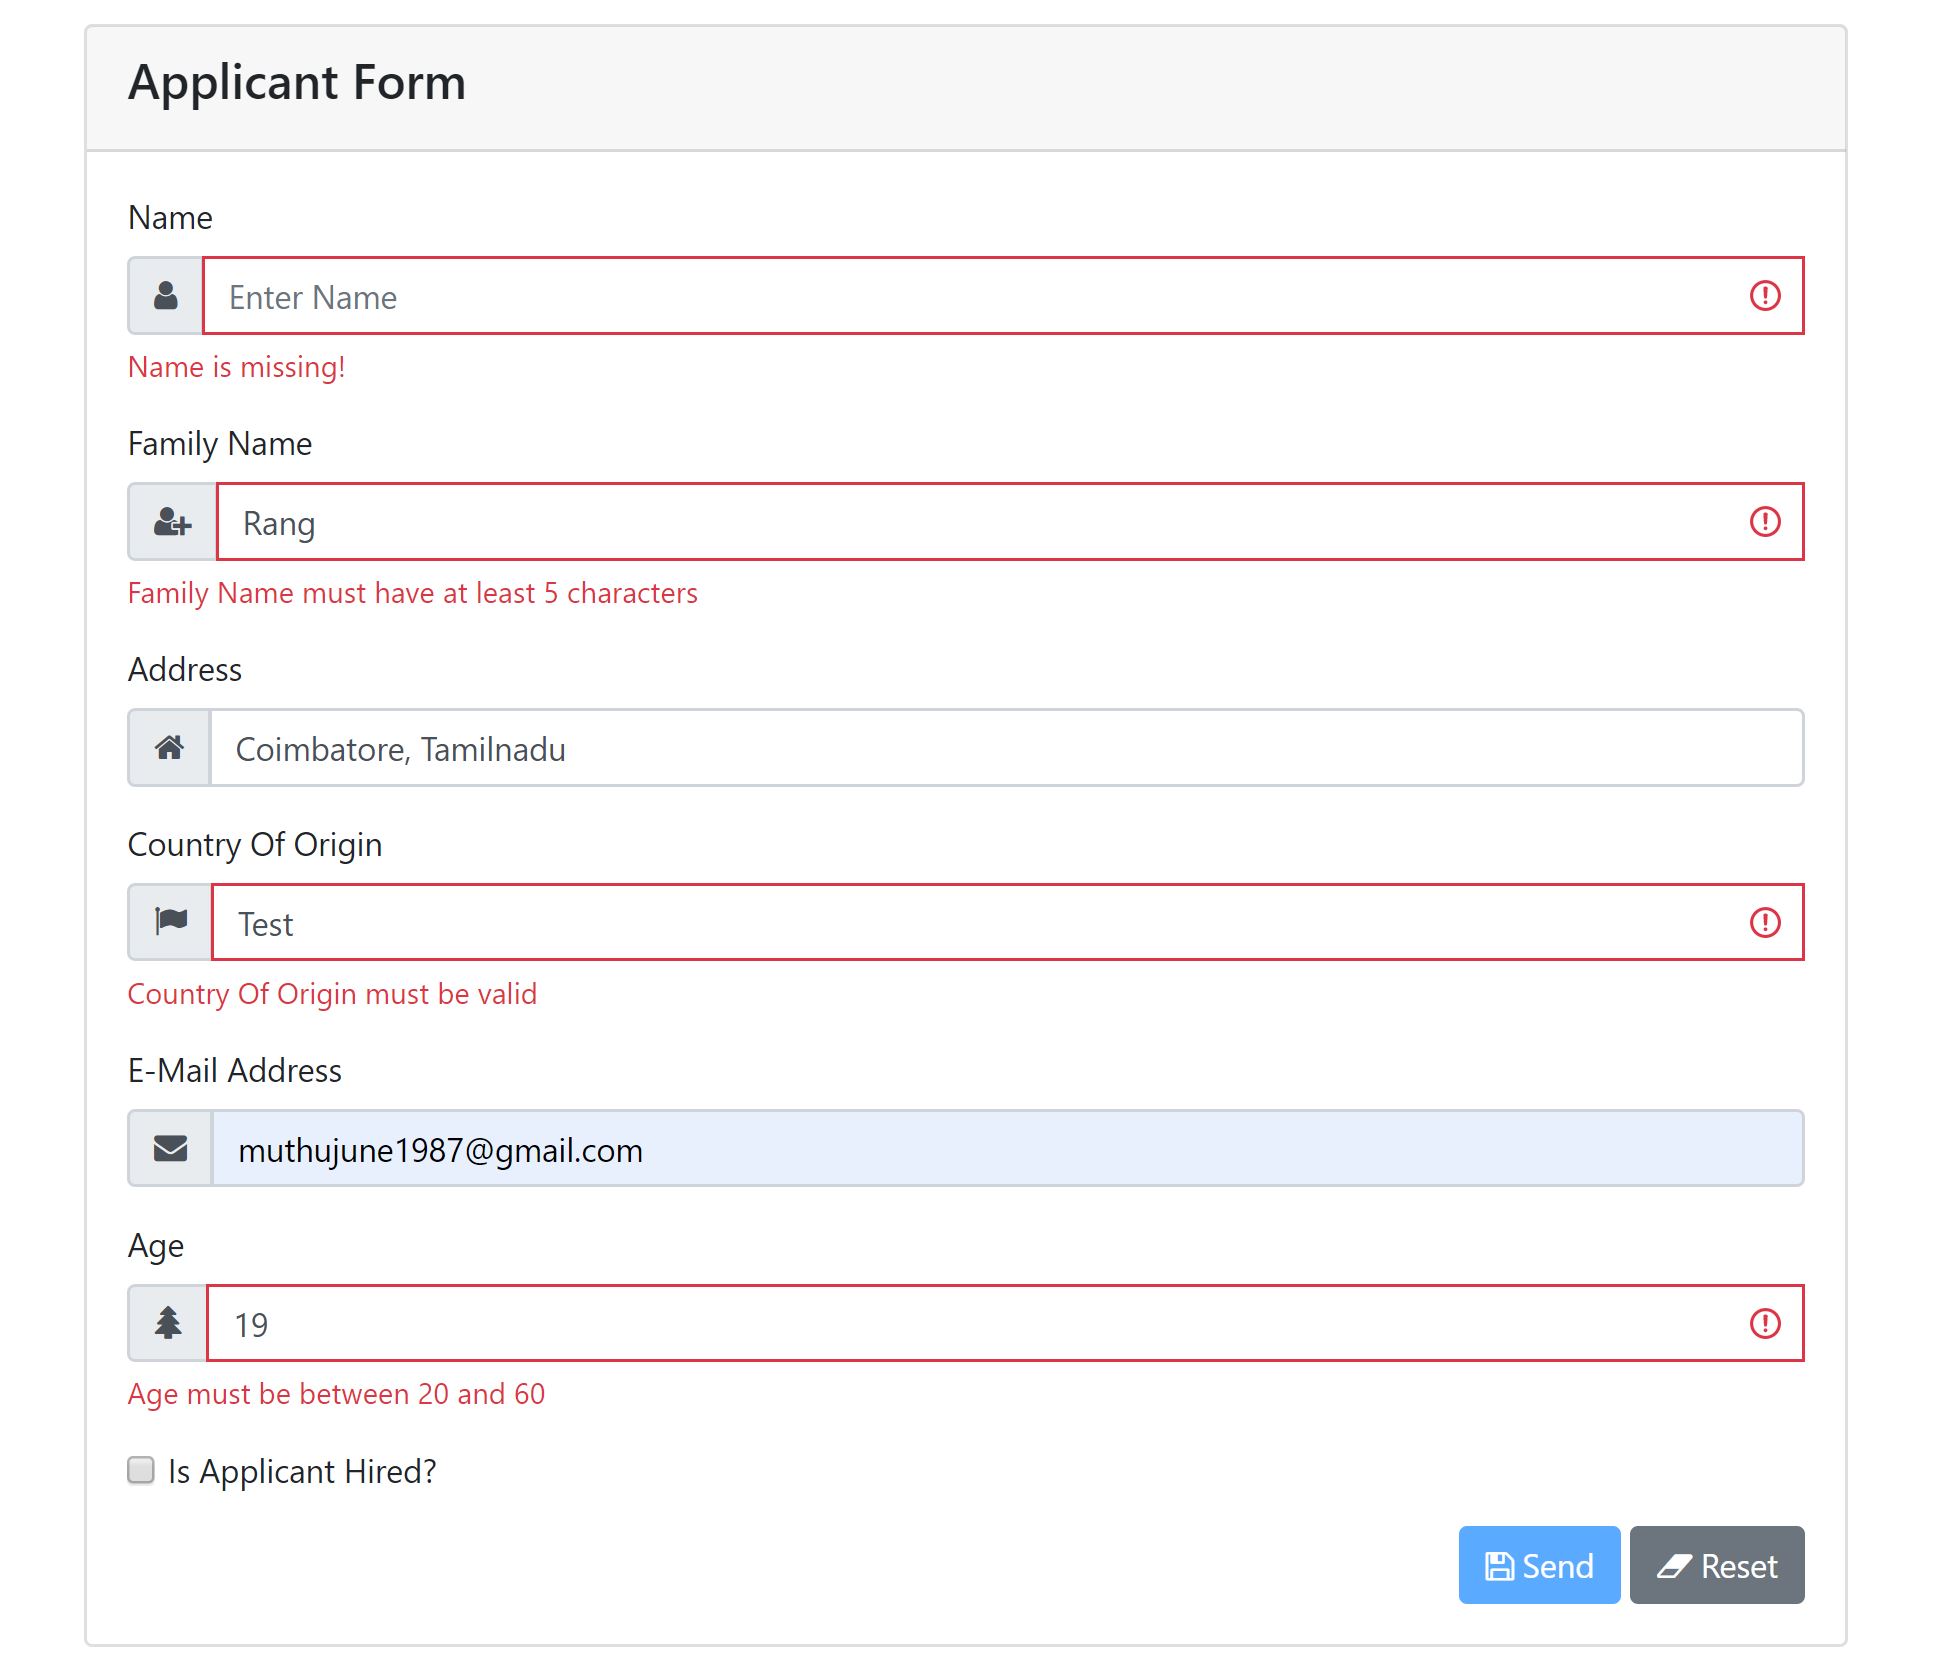 Applicant Form
Name
Enter Name
Name is missing!
Family Name
Rang
Family Name must have at least 5 characters
Address
Coimbatore, Tamilnadu
Country Of Origin
Test
Country Of Origin must be valid
E-Mail Address
muthujune1987@gmail.com
Age
19
Age must be between 20 and 60
Is Applicant Hired?
Send Reset